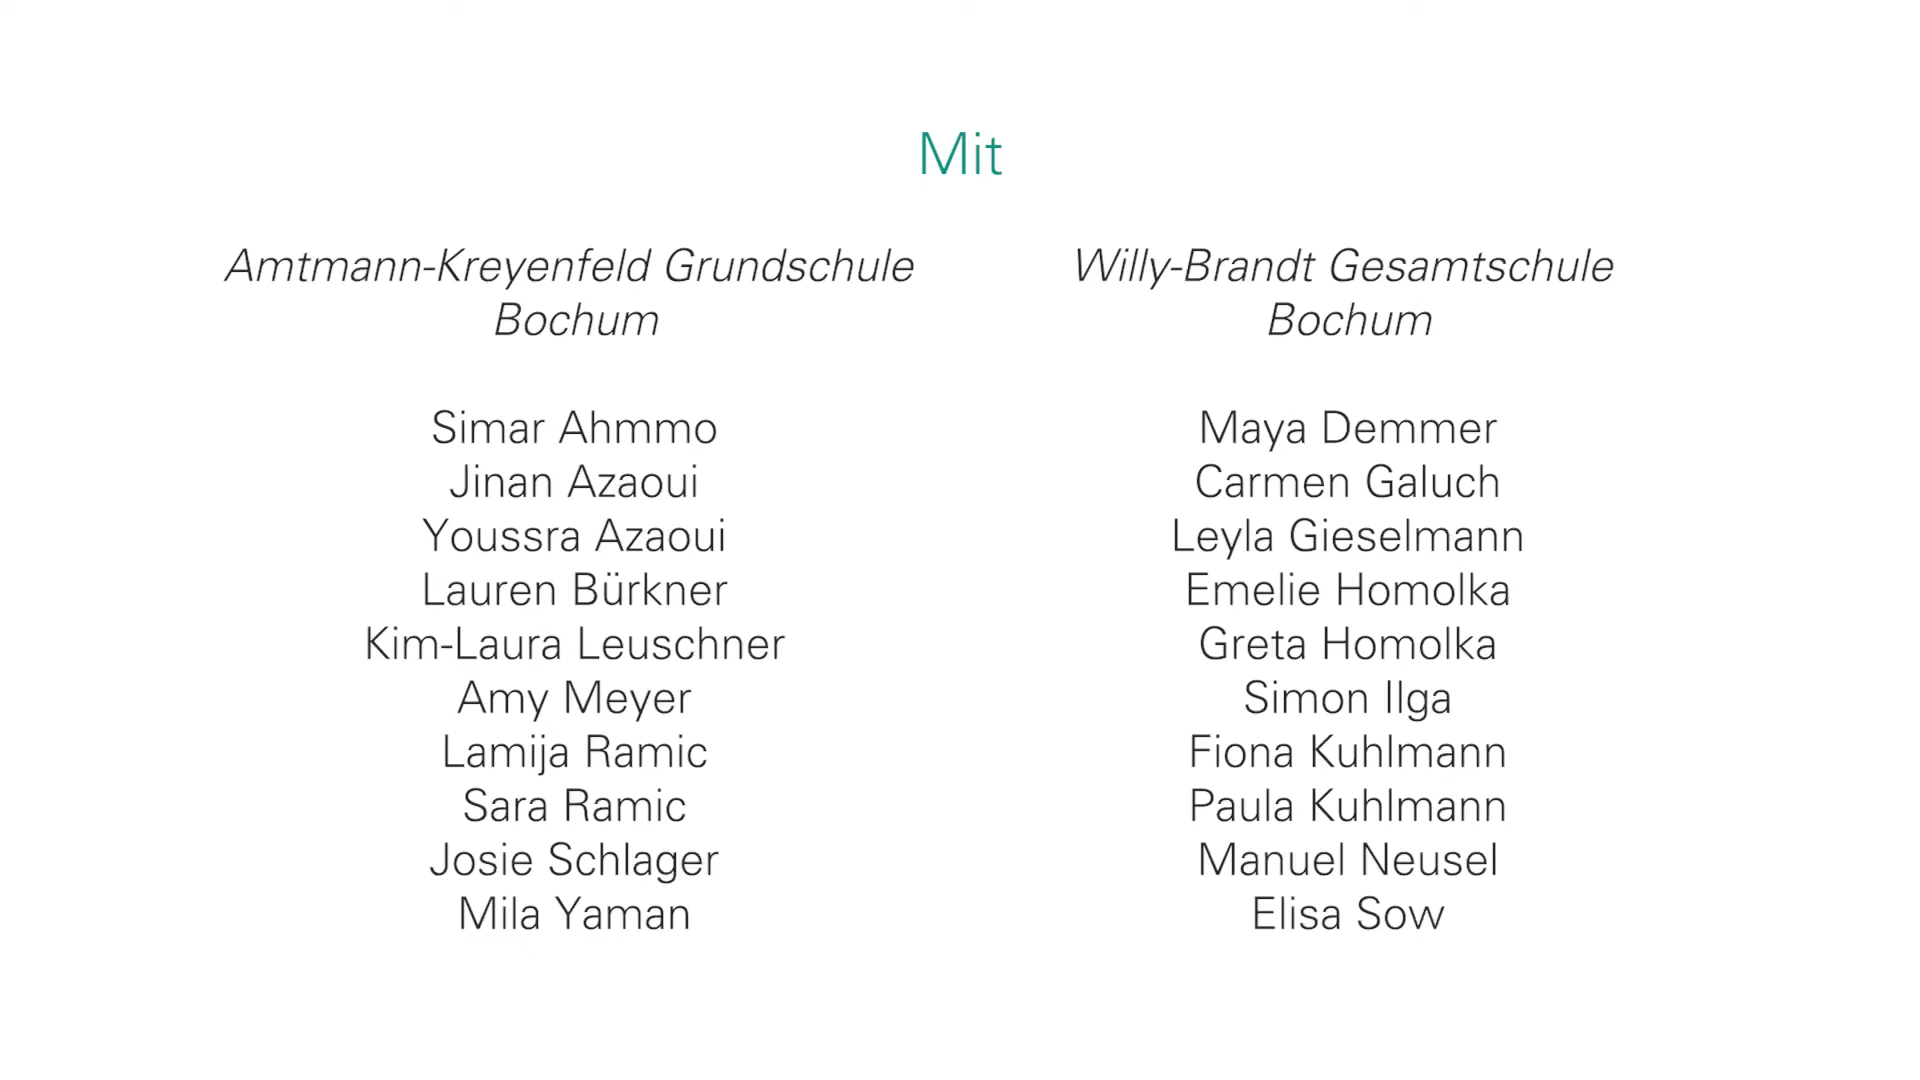 Mit
Amtmann-Kreyenfeld Grundschule
Bochum
Simar Ahmmo
Jinan Azaoui
Youssra Azaoui
Lauren Bürkner
Kim-Laura Leuschner
Amy Meyer
Lamija Ramic
Sara Ramic
Josie Schlager
Mila Yaman
Willy-Brandt Gesamtschule
Bochum
Maya Demmer
Carmen Galuch
Leyla Gieselmann
Emelie Homolka
Greta Homolka
Simon Ilga
Fiona Kuhlmann
Paula Kuhlmann
Manuel Neusel
Elisa Sow